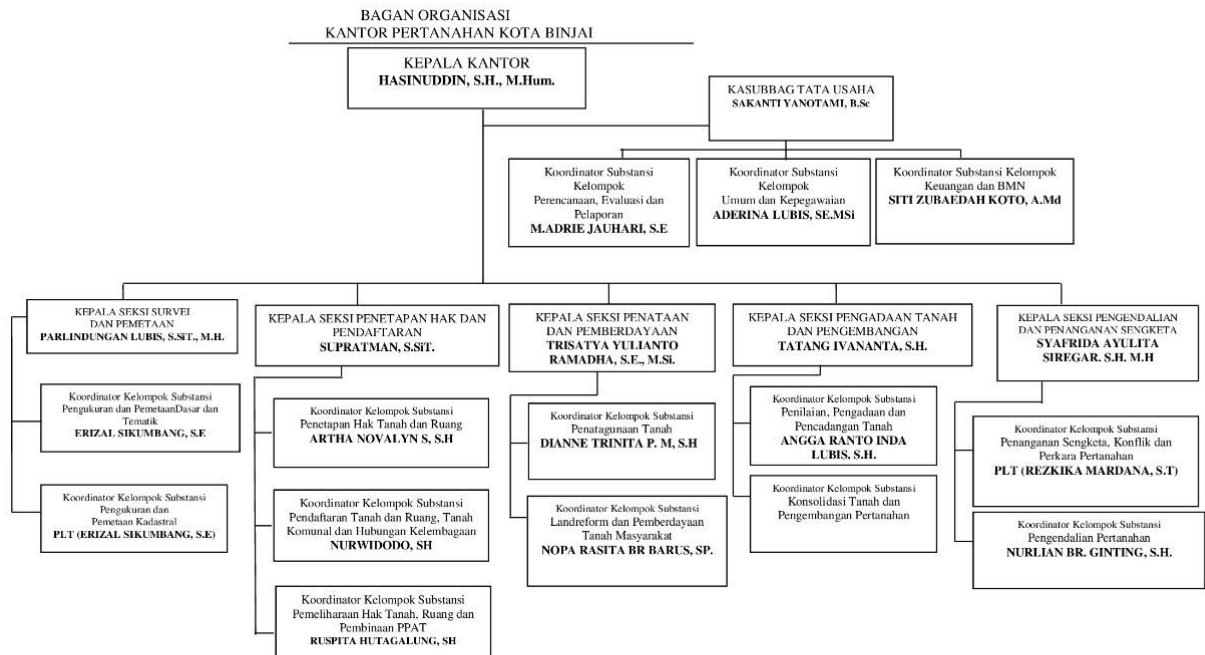 BAGAN ORGANISASI
KANTOR PERTANAHAN KOTA BINJAI
KEPALA KANTOR
HASINUDDIN, S.H., M.Hum.
KASUBBAG TATA USAHA
SAKANTI YANOTAMI, B.Sc
Koordinator Substansi
Kelompok
Perencanaan, Evaluasi dan
Pelaporan
M.ADRIE JAUHARI, S.E
Koordinator Substansi
Kelompok
Umum dan Kepegawaian
ADERINA LUBIS, SE.MSi
Koordinator Substansi Kelompok
Keuangan dan BMN
SITI ZUBAEDAH KOTO, A.Md
KEPALA SEKSI SURVEI
DAN PEMETAAN
PARLINDUNGAN LUBIS, S.SiT., M.H.
Koordinator Kelompok Substansi
Pengukuran dan PemetaanDasar dan
Tematik
ERIZAL SIKUMBANG, S.E
Koordinator Kelompok Substansi
Pengukuran dan
Pemetaan Kadastral
PLT (ERIZAL SIKUMBANG, S.E)
KEPALA SEKSI PENETAPAN HAK DAN
PENDAFTARAN
SUPRATMAN, S.SiT.
Koordinator Kelompok Substansi
Penetapan Hak Tanah dan Ruang
ARTHA NOVALYN S, S.H
Koordinator Kelompok Substansi
Pendaftaran Tanah dan Ruang, Tanah
Komunal dan Hubungan Kelembagaan
NURWIDODO, SH
Koordinator Kelompok Substansi
Pemeliharaan Hak Tanah, Ruang dan
Pembinaan PPAT
RUSPITA HUTAGALUNG, SH
KEPALA SEKSI PENATAAN
DAN PEMBERDAYAAN
TRISATYA YULIANTO
RAMADHA, S.E., M.Si.
Koordinator Kelompok Substansi
Penatagunaan Tanah
DIANNE TRINITA P. M, S.H
Koordinator Kelompok Substansi
Landreform dan Pemberdayaan
Tanah Masyarakat
NOPA RASITA BR BARUS, SP.
KEPALA SEKSI PENGADAAN TANAH
DAN PENGEMBANGAN
TATANG IVANANTA, S.H.
Koordinator Kelompok Substansi
Penilaian, Pengadaan dan
Pencadangan Tanah
ANGGA RANTO INDA
LUBIS, S.H.
Koordinator Kelompok Substansi
Konsolidasi Tanah dan
Pengembangan Pertanahan
KEPALA SEKSI PENGENDALIAN
DAN PENANGANAN SENGKETA
SYAFRIDA AYULITA
SIREGAR. S.H. M.H
Koordinator Kelompok Substansi
Penanganan Sengketa, Konflik dan
Perkara Pertanahan
PLT (REZKIKA MARDANA, S.T)
Koordinator Kelompok Substansi
Pengendalian Pertanahan
NURLIAN BR. GINTING, S.H.